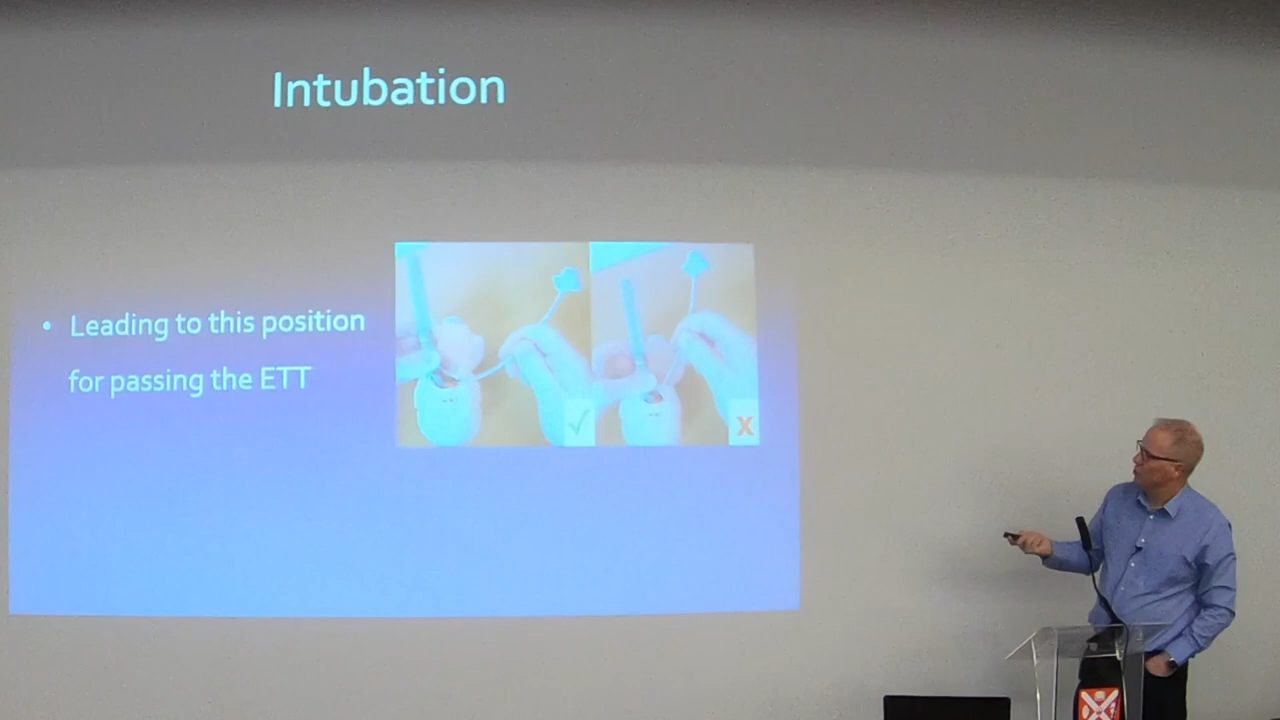 Intubation
• Leading to this position
for passing the ETT
✓
X